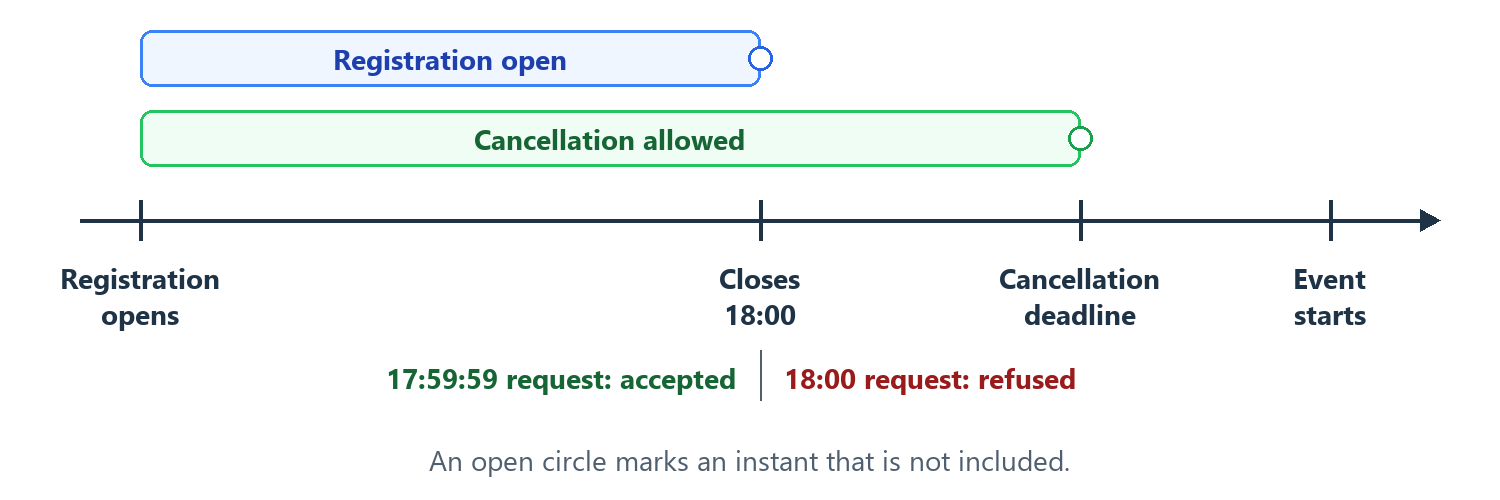 Registration open
Cancellation allowed
Registration
opens
Closes
18:00
Cancellation
deadline
Event
starts
17:59:59 request: accepted
18:00 request: refused
An open circle marks an instant that is not included.